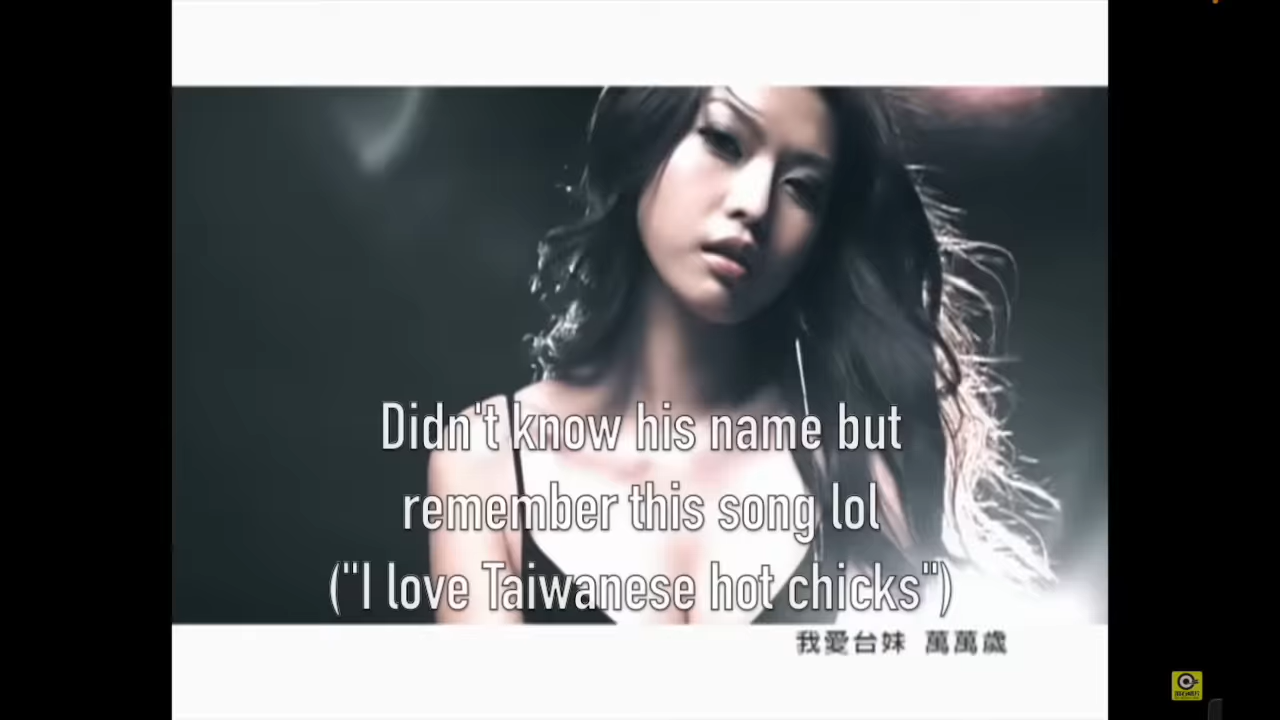 Didn't know his name but
remember this song lol
("I love Taiwanese hot chicks")
我愛台妹 萬萬歲